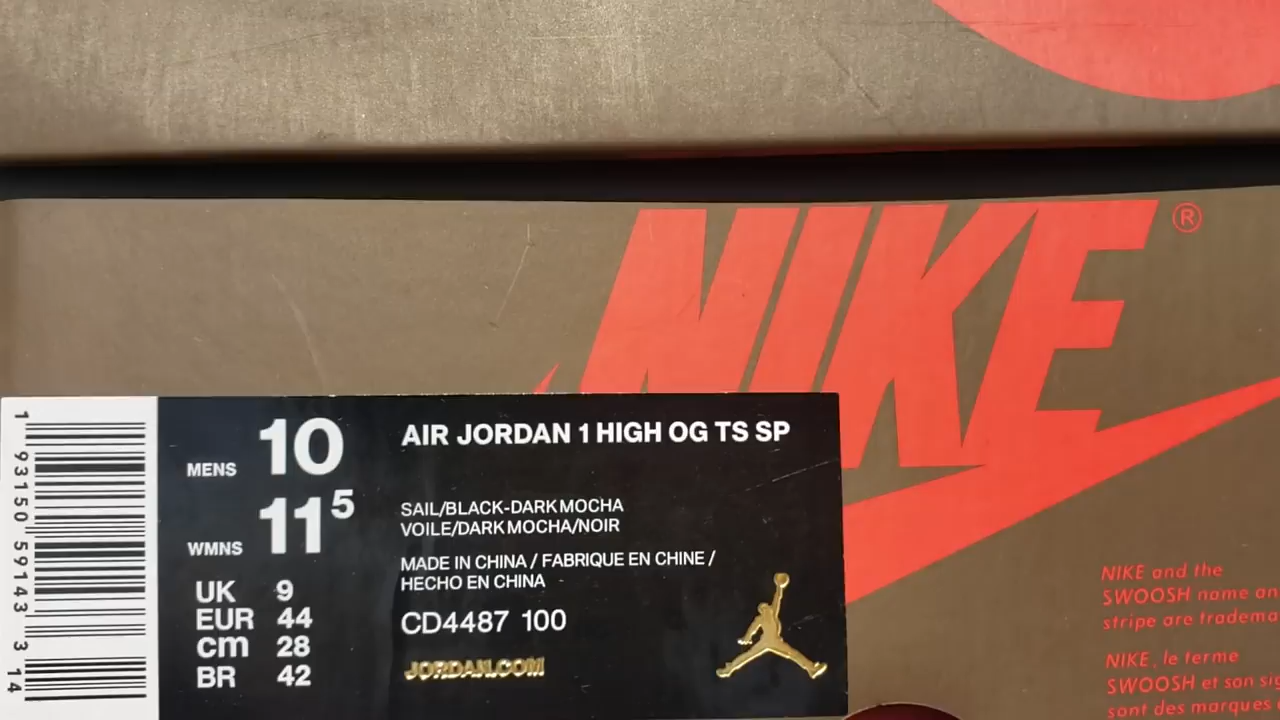 NIKE®
1 93150 59143 3 14
MENS 10
WMNS 11⁵
UK 9
EUR 44
cm 28
BR 42
AIR JORDAN 1 HIGH OG TS SP
SAIL/BLACK-DARK MOCHA
VOILE/DARK MOCHA/NOIR
MADE IN CHINA / FABRIQUE EN CHINE /
HECHO EN CHINA
CD4487 100
JORDAN.COM
NIKE and the
SWOOSH name an
stripe are tradema
NIKE, le terme
SWOOSH et son sig
sont des marques